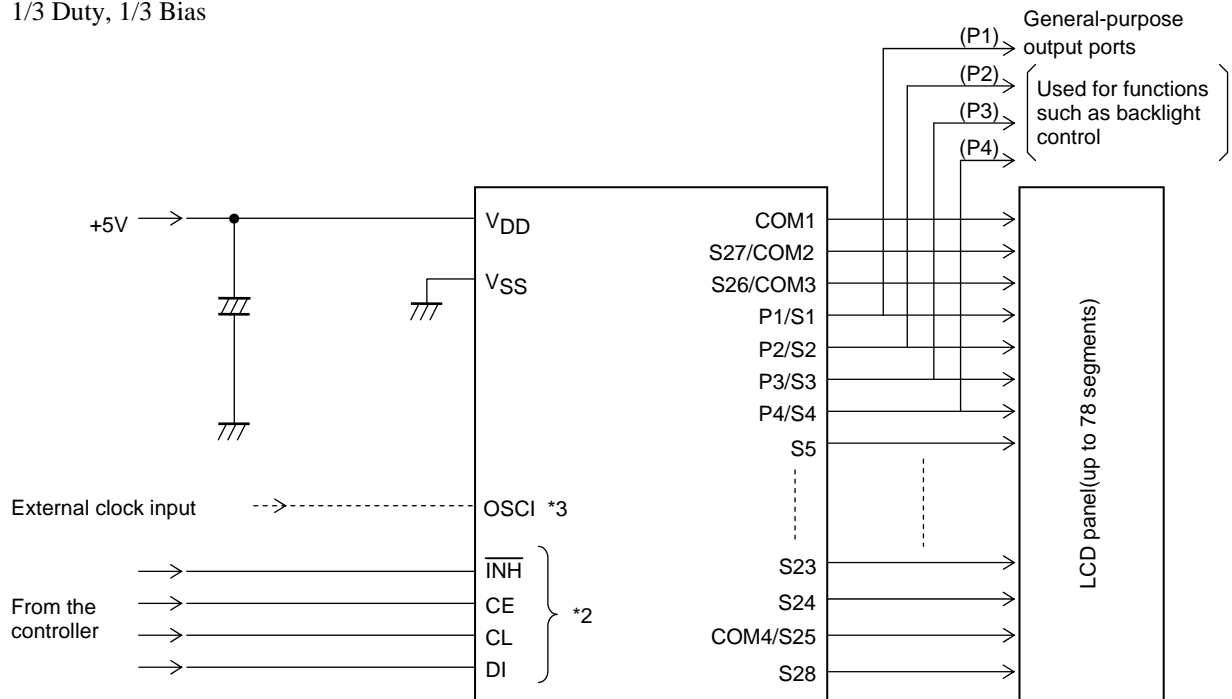 1/3 Duty, 1/3 Bias
General-purpose
output ports
(P1)
(P2)
(P3)
(P4)
Used for functions
such as backlight
control
+5V
VDD
VSS
COM1
S27/COM2
S26/COM3
P1/S1
P2/S2
P3/S3
P4/S4
S5
LCD panel(up to 78 segments)
External clock input
OSCI *3
From the
controller
INH
CE
CL
DI
*2
S23
S24
COM4/S25
S28